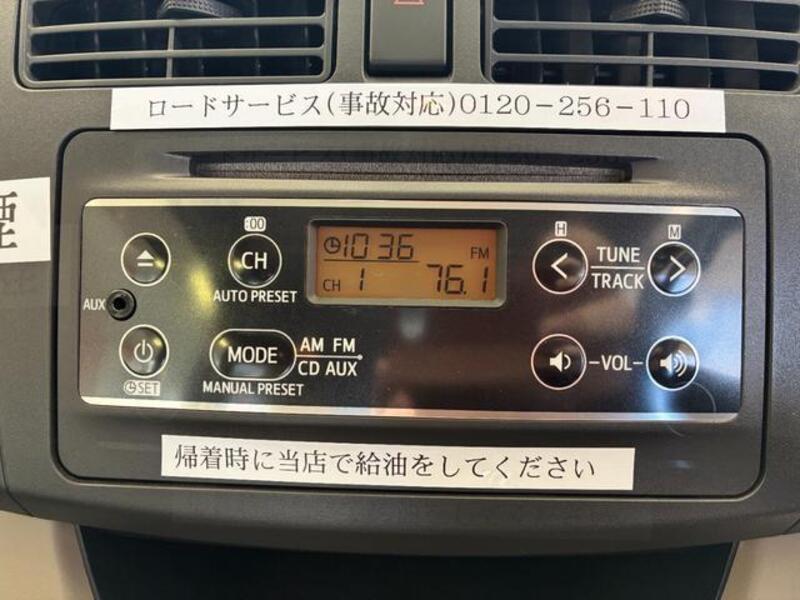 ロードサービス(事故対応)0120-256-110
煙
:00
H
M
CH
10 36
FM
TUNE
TRACK
AUTO PRESET
CH 1 76.1
AUX
MODE
AM FM
CD AUX
-VOL-
SET
MANUAL PRESET
帰着時に当店で給油をしてください